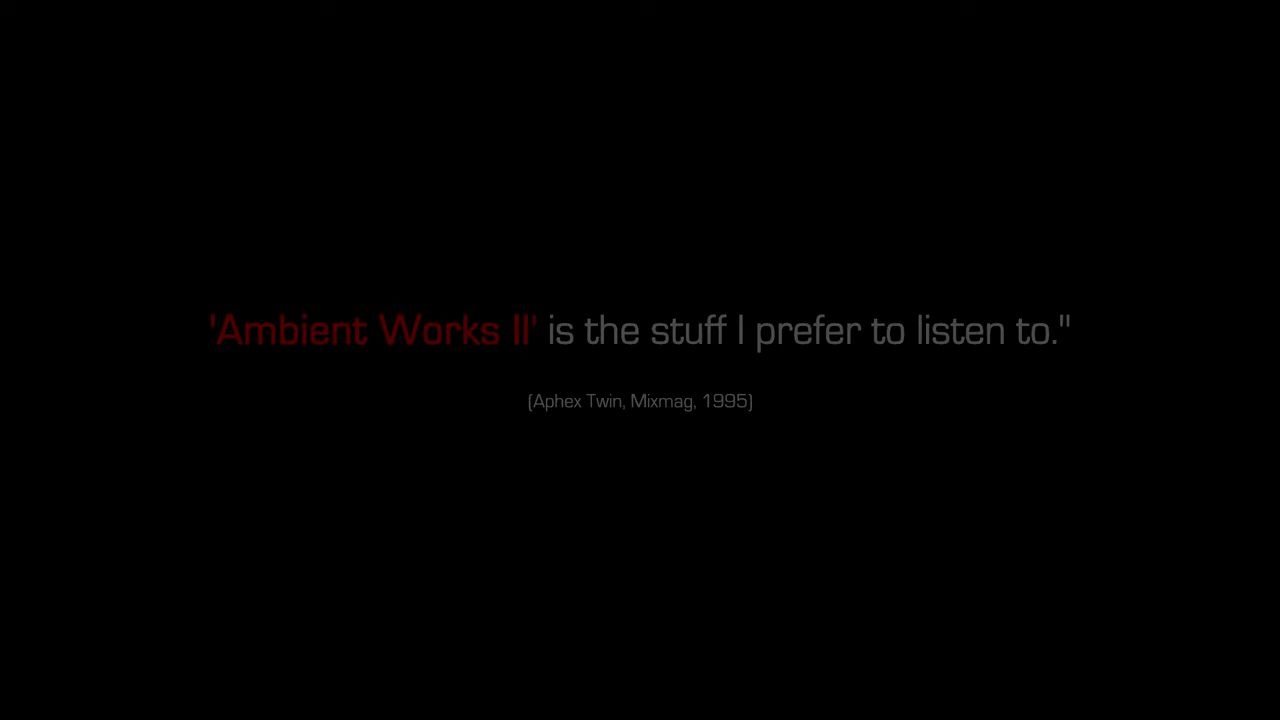 'Ambient Works II' is the stuff I prefer to listen to."
(Aphex Twin, Mixmag, 1995)